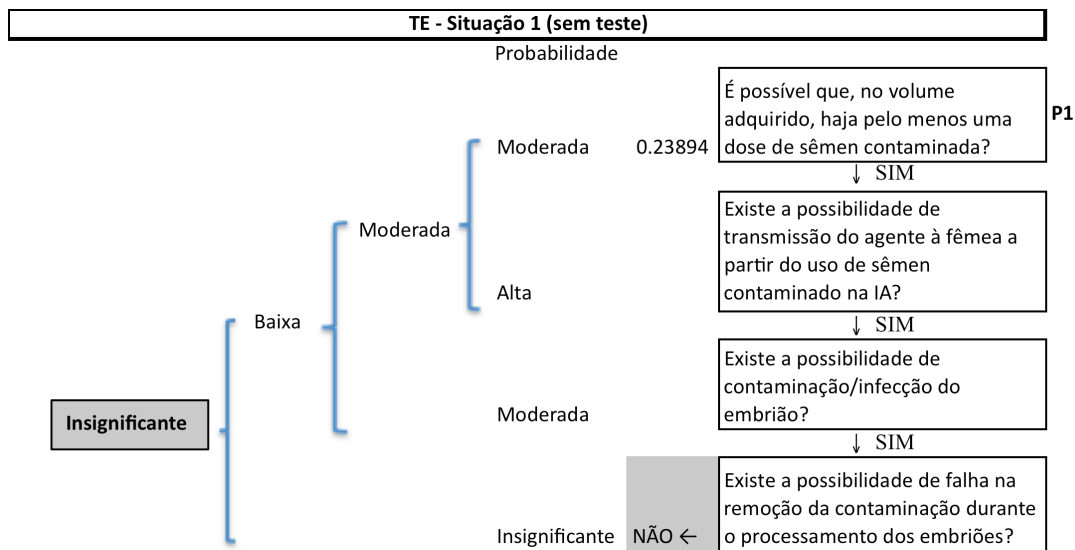 TE - Situação 1 (sem teste)
Probabilidade
É possível que, no volume
adquirido, haja pelo menos uma
dose de sêmen contaminada?
P1
Moderada
0.23894
↓ SIM
Existe a possibilidade de
transmissão do agente à fêmea a
partir do uso de sêmen
contaminado na IA?
Moderada
Alta
↓ SIM
Baixa
Existe a possibilidade de
contaminação/infecção do
embrião?
Moderada
Insignificante
↓ SIM
Existe a possibilidade de falha na
remoção da contaminação durante
o processamento dos embriões?
Insignificante
NÃO ←